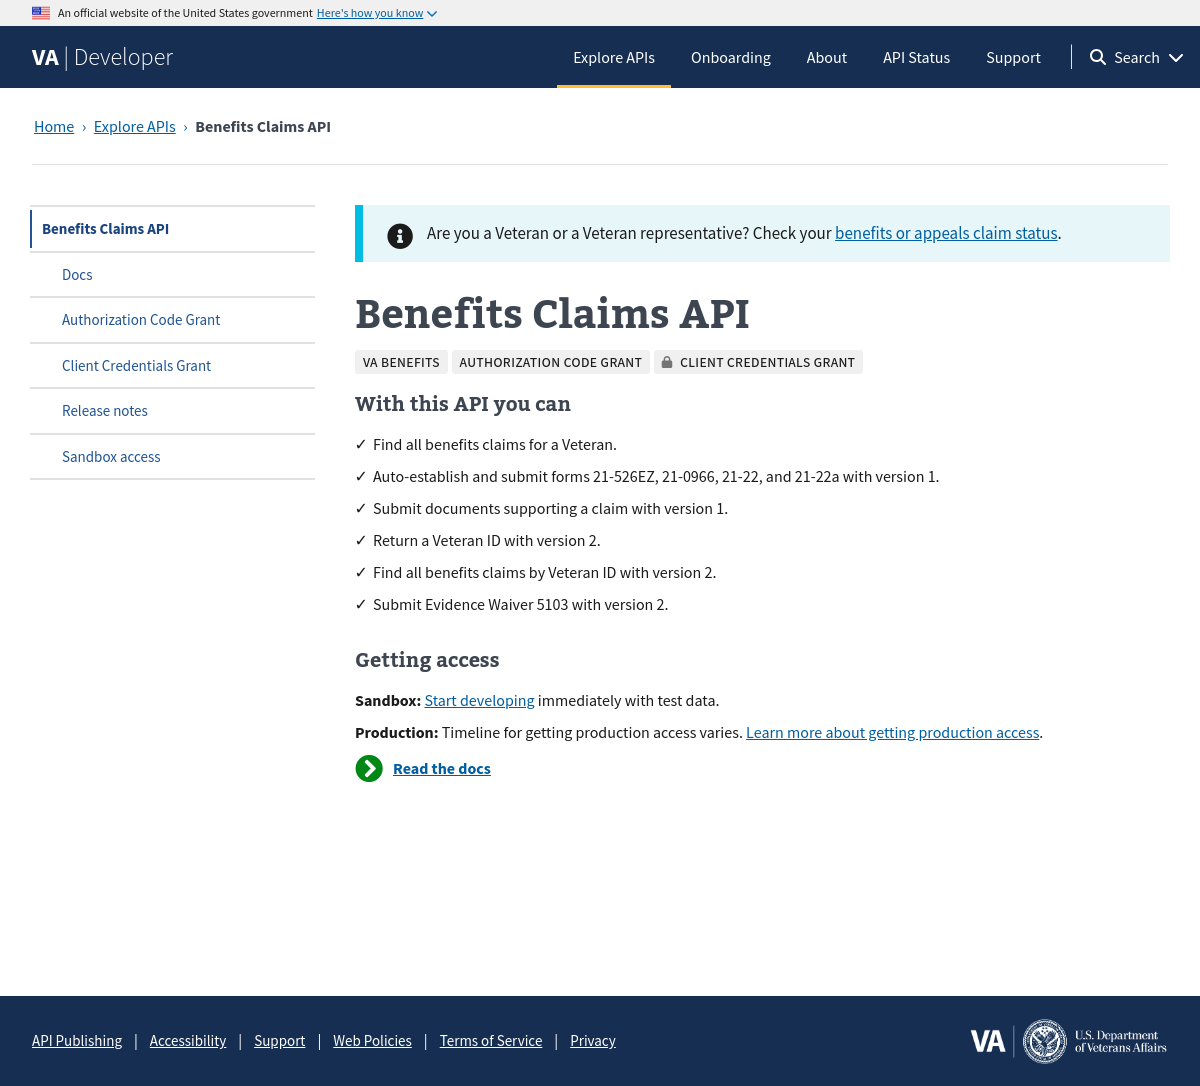 An official website of the United States government Here's how you know
VA | Developer
Explore APIs
Onboarding
About
API Status
Support
Search
Home › Explore APIs › Benefits Claims API
Benefits Claims API
Docs
Authorization Code Grant
Client Credentials Grant
Release notes
Sandbox access
Are you a Veteran or a Veteran representative? Check your benefits or appeals claim status.
Benefits Claims API
VA BENEFITS
AUTHORIZATION CODE GRANT
CLIENT CREDENTIALS GRANT
With this API you can
✓ Find all benefits claims for a Veteran.
✓ Auto-establish and submit forms 21-526EZ, 21-0966, 21-22, and 21-22a with version 1.
✓ Submit documents supporting a claim with version 1.
✓ Return a Veteran ID with version 2.
✓ Find all benefits claims by Veteran ID with version 2.
✓ Submit Evidence Waiver 5103 with version 2.
Getting access
Sandbox: Start developing immediately with test data.
Production: Timeline for getting production access varies. Learn more about getting production access.
Read the docs
API Publishing | Accessibility | Support | Web Policies | Terms of Service | Privacy
VA
U.S. Department
of Veterans Affairs